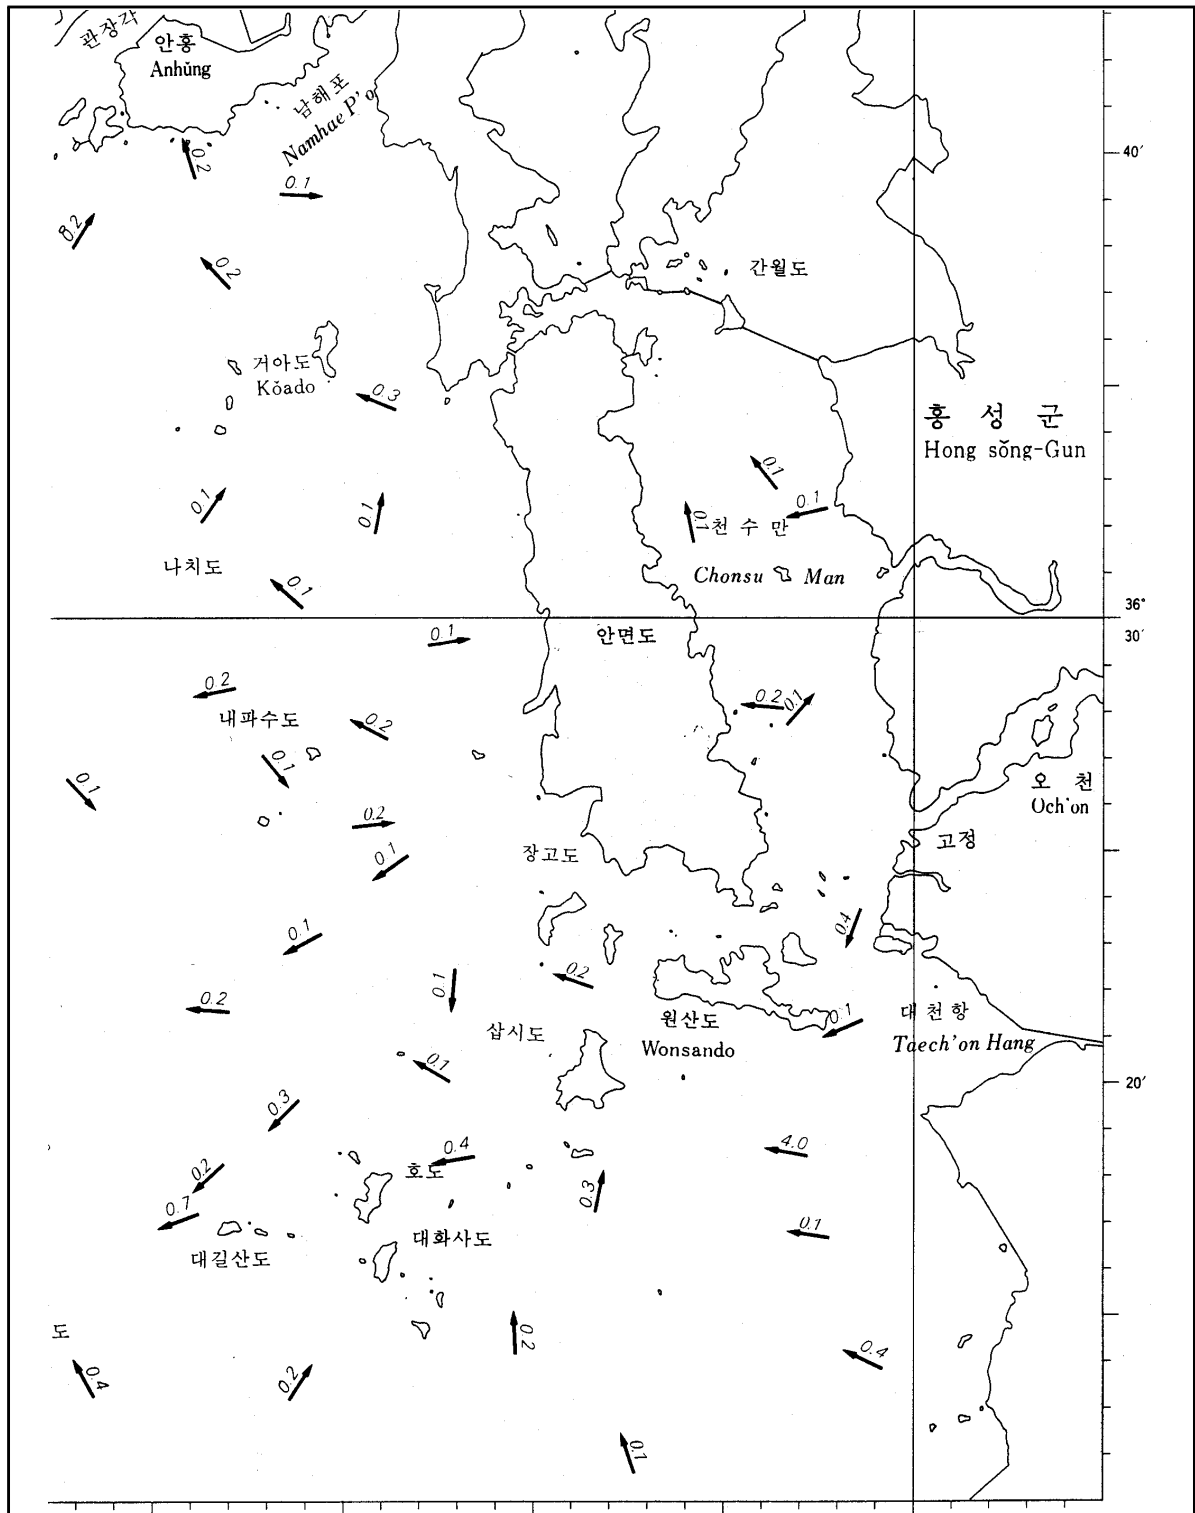 관장각
안흥
Anhŭng
남해포
Namhae P'o
40′
0.2
0.1
0.2
0.2
간월도
거아도
Kŏado
0.3
홍 성 군
Hong sŏng-Gun
0.1
0.1
0.1
0.1
0.1
천 수 만
Chonsu Man
나치도
0.1
36°
30′
안면도
0.1
0.2
내파수도
0.2
0.2
0.1
0.1
0.1
오 천
Och'on
0.2
고정
장고도
0.1
0.4
0.1
0.2
0.1
0.2
0.1
대천항
Taech'on Hang
원산도
Wonsando
삽시도
0.1
20′
0.3
4.0
0.4
0.2
호도
0.3
0.7
0.1
대화사도
대길산도
도
0.2
0.4
0.4
0.2
0.1